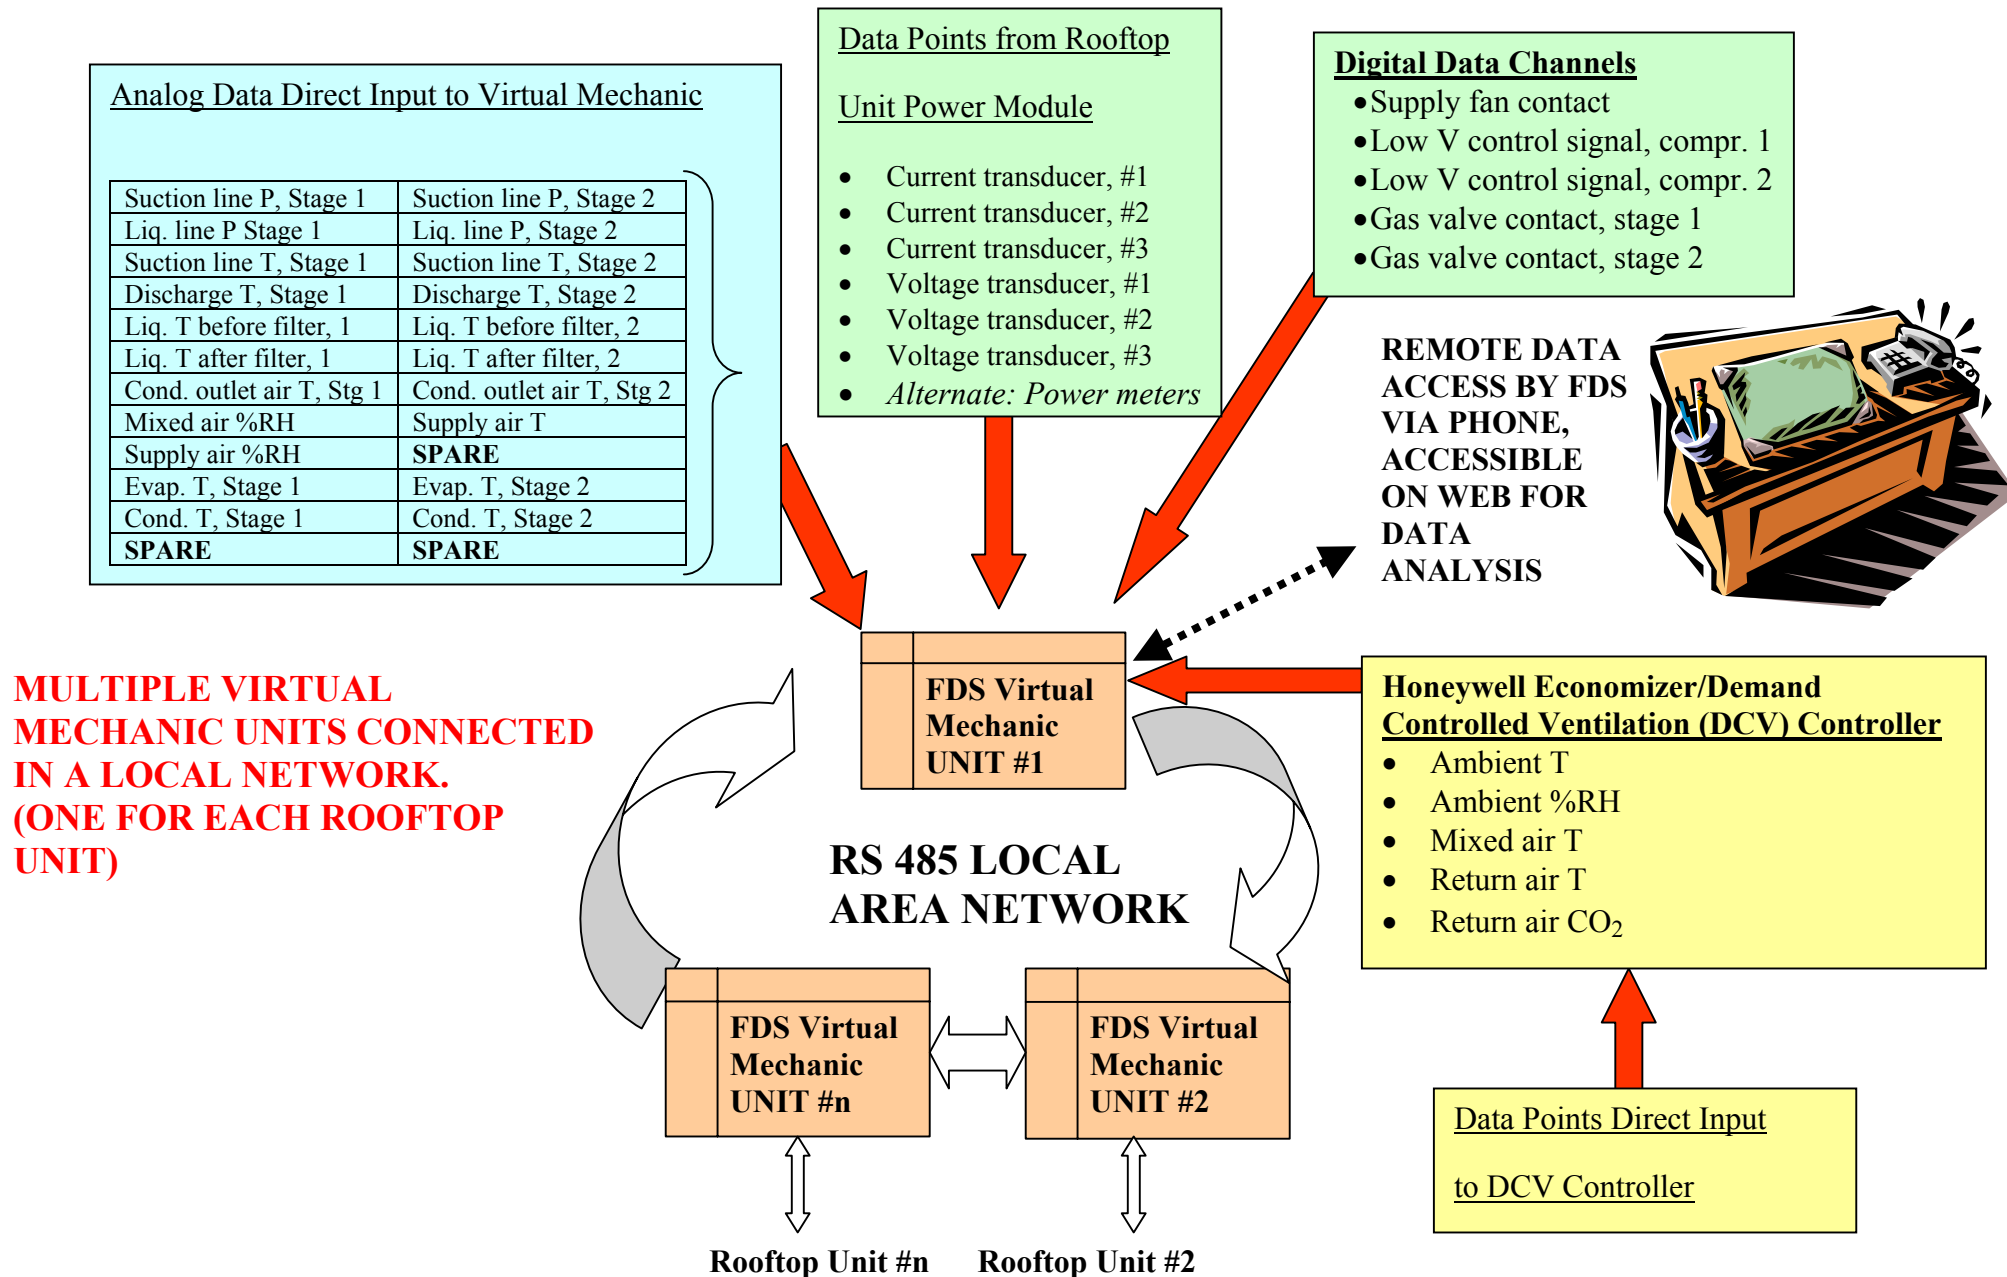 Analog Data Direct Input to Virtual Mechanic
Suction line P, Stage 1 Suction line P, Stage 2
Liq. line P Stage 1 Liq. line P, Stage 2
Suction line T, Stage 1 Suction line T, Stage 2
Discharge T, Stage 1 Discharge T, Stage 2
Liq. T before filter, 1 Liq. T before filter, 2
Liq. T after filter, 1 Liq. T after filter, 2
Cond. outlet air T, Stg 1 Cond. outlet air T, Stg 2
Mixed air %RH Supply air T
Supply air %RH SPARE
Evap. T, Stage 1 Evap. T, Stage 2
Cond. T, Stage 1 Cond. T, Stage 2
SPARE SPARE
Data Points from Rooftop
Unit Power Module
• Current transducer, #1
• Current transducer, #2
• Current transducer, #3
• Voltage transducer, #1
• Voltage transducer, #2
• Voltage transducer, #3
• Alternate: Power meters
Digital Data Channels
•Supply fan contact
•Low V control signal, compr. 1
•Low V control signal, compr. 2
•Gas valve contact, stage 1
•Gas valve contact, stage 2
REMOTE DATA
ACCESS BY FDS
VIA PHONE,
ACCESSIBLE
ON WEB FOR
DATA
ANALYSIS
MULTIPLE VIRTUAL
MECHANIC UNITS CONNECTED
IN A LOCAL NETWORK.
(ONE FOR EACH ROOFTOP
UNIT)
FDS Virtual
Mechanic
UNIT #1
Honeywell Economizer/Demand
Controlled Ventilation (DCV) Controller
• Ambient T
• Ambient %RH
• Mixed air T
• Return air T
• Return air CO2
RS 485 LOCAL
AREA NETWORK
FDS Virtual
Mechanic
UNIT #n
FDS Virtual
Mechanic
UNIT #2
Data Points Direct Input
to DCV Controller
Rooftop Unit #n
Rooftop Unit #2